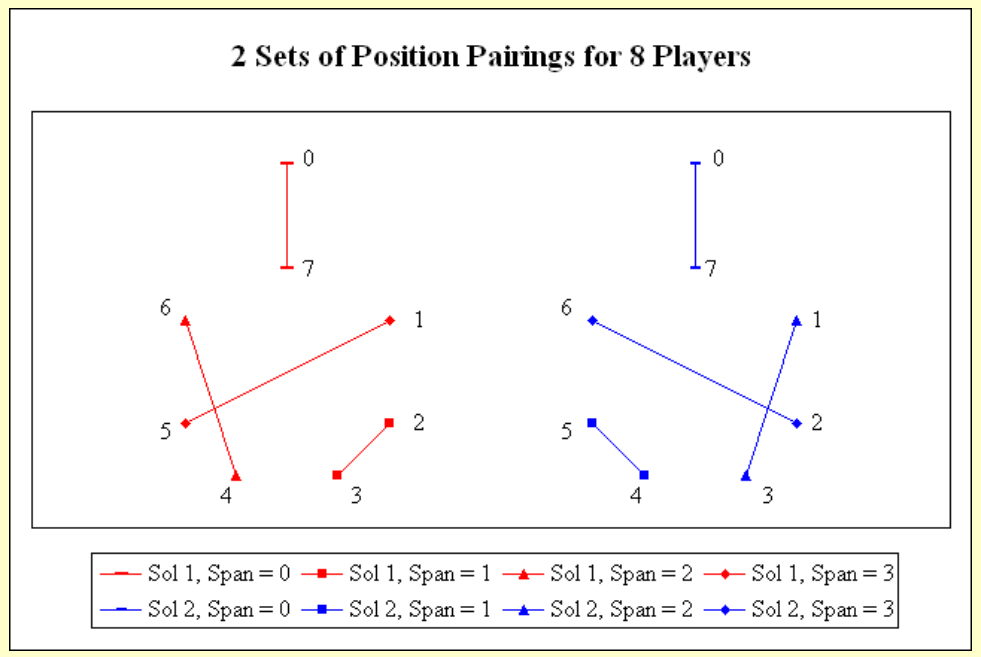 2 Sets of Position Pairings for 8 Players
0 0
7 7
6 1 6 1
5 2 5 2
4 3 4 3
Sol 1, Span = 0 Sol 1, Span = 1 Sol 1, Span = 2 Sol 1, Span = 3
Sol 2, Span = 0 Sol 2, Span = 1 Sol 2, Span = 2 Sol 2, Span = 3